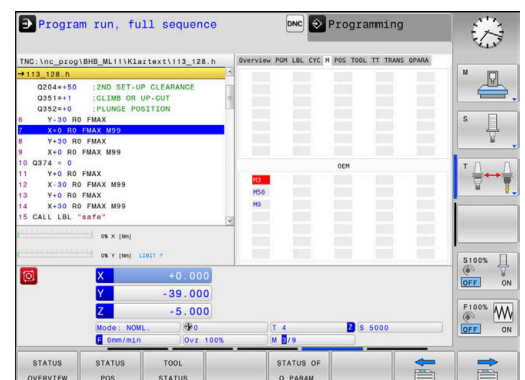 Program run, full sequence
DNC
Programming
TNC:\nc_prog\BHB_ML11\Klartext\113_128.h
→113_128.h
Q204=+50 ;2ND SET-UP CLEARANCE
Q351=+1 ;CLIMB OR UP-CUT
Q352=+0 ;PLUNGE POSITION
6 Y-30 R0 FMAX
7 X+0 R0 FMAX M99
8 Y+30 R0 FMAX
9 X+0 R0 FMAX M99
10 Q374 = 0
11 Y+0 R0 FMAX
12 X-30 R0 FMAX M99
13 Y+0 R0 FMAX
14 X+30 R0 FMAX M99
15 CALL LBL "safe"
0% X [Nm]
0% Y [Nm] LIMIT 1
Overview PGM LBL CYC M POS TOOL TT TRANS QPARA
OEM
M3
M50
M9
X +0.000
Y -39.000
Z -5.000
Mode: NOML. 0 T 4 Z S 5000
F 0mm/min Ovr 100% M 5/9
M
S
T
S100%
OFF ON
F100%
OFF ON
STATUS OVERVIEW
STATUS POS.
TOOL STATUS
STATUS OF Q PARAM.